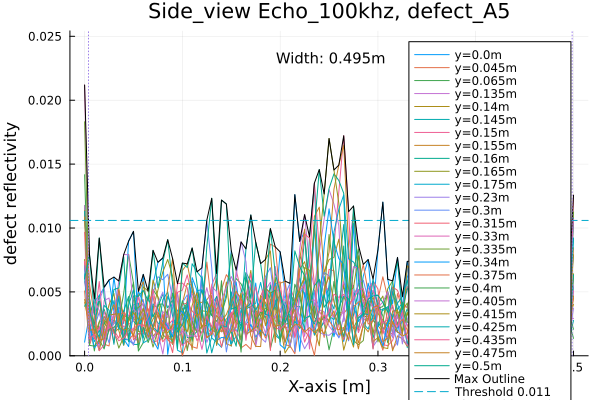 Side_view Echo_100khz, defect_A5
Width: 0.495m
defect reflectivity
0.025
0.020
0.015
0.010
0.005
0.000
0.0
0.1
0.2
0.3
.5
X-axis [m]
y=0.0m
y=0.045m
y=0.065m
y=0.135m
y=0.14m
y=0.145m
y=0.15m
y=0.155m
y=0.16m
y=0.165m
y=0.175m
y=0.23m
y=0.3m
y=0.315m
y=0.33m
y=0.335m
y=0.34m
y=0.375m
y=0.4m
y=0.405m
y=0.415m
y=0.425m
y=0.435m
y=0.475m
y=0.5m
Max Outline
Threshold 0.011